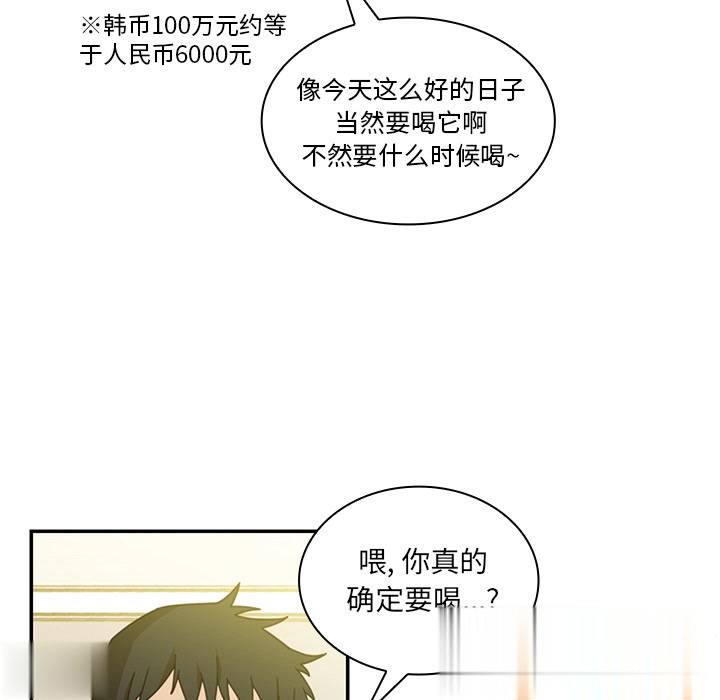 ※韩币100万元约等
于人民币6000元
像今天这么好的日子
当然要喝它啊
不然要什么时候喝~
喂, 你真的
确定要喝...?